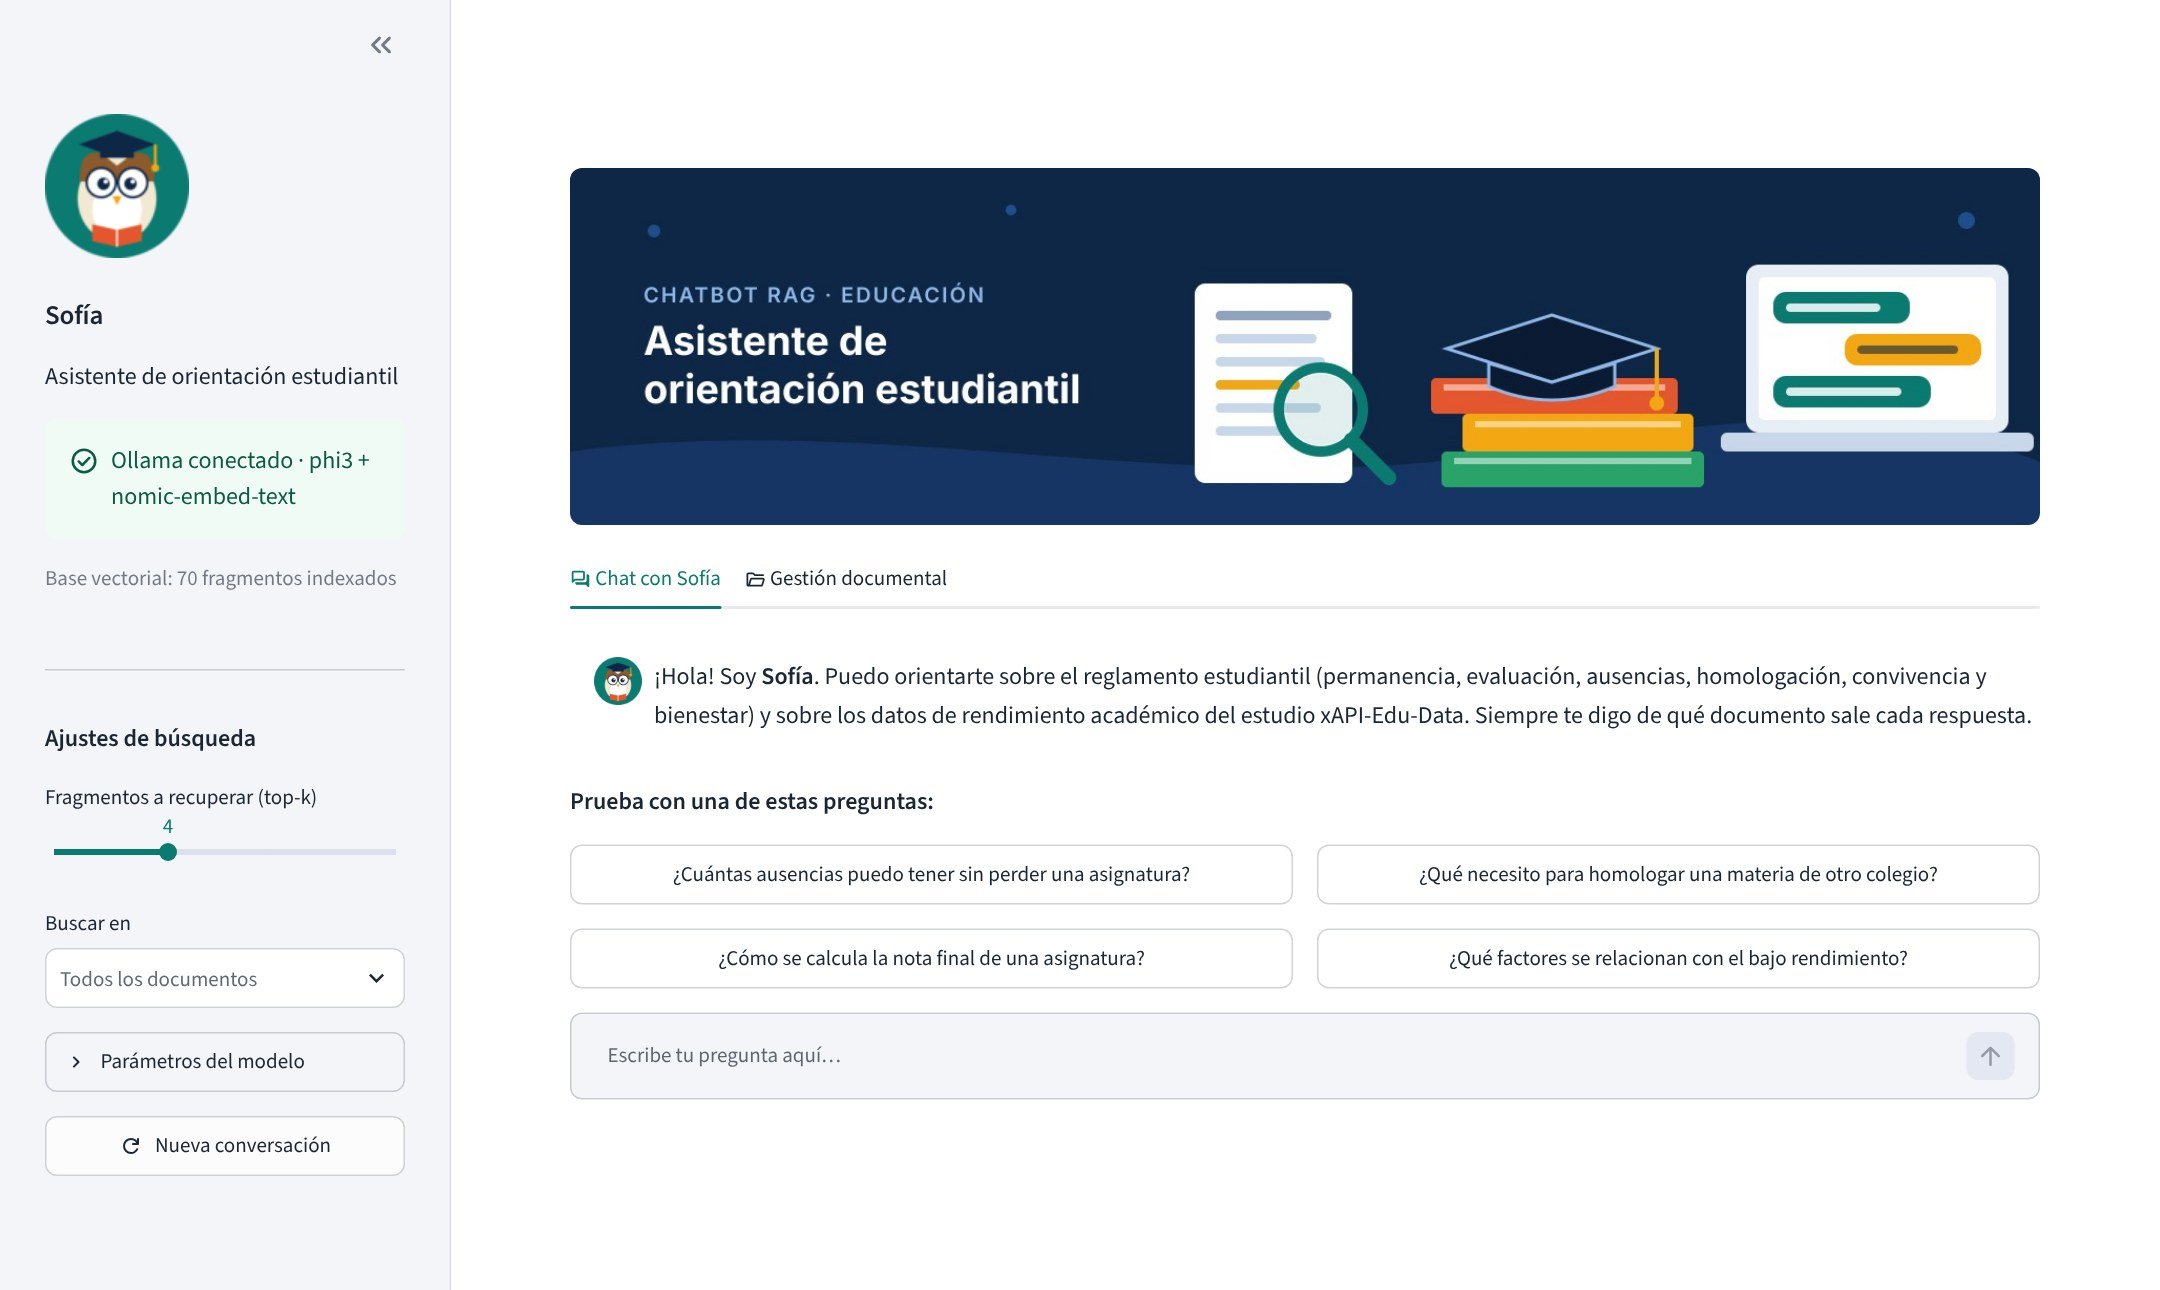 Sofía
Asistente de orientación estudiantil
Ollama conectado · phi3 +
nomic-embed-text
Base vectorial: 70 fragmentos indexados
Ajustes de búsqueda
Fragmentos a recuperar (top-k)
4
Buscar en
Todos los documentos
Parámetros del modelo
Nueva conversación
CHATBOT RAG · EDUCACIÓN
Asistente de
orientación estudiantil
Chat con Sofía
Gestión documental
¡Hola! Soy Sofía. Puedo orientarte sobre el reglamento estudiantil (permanencia, evaluación, ausencias, homologación, convivencia y
bienestar) y sobre los datos de rendimiento académico del estudio xAPI-Edu-Data. Siempre te digo de qué documento sale cada respuesta.
Prueba con una de estas preguntas:
¿Cuántas ausencias puedo tener sin perder una asignatura?
¿Qué necesito para homologar una materia de otro colegio?
¿Cómo se calcula la nota final de una asignatura?
¿Qué factores se relacionan con el bajo rendimiento?
Escribe tu pregunta aquí…